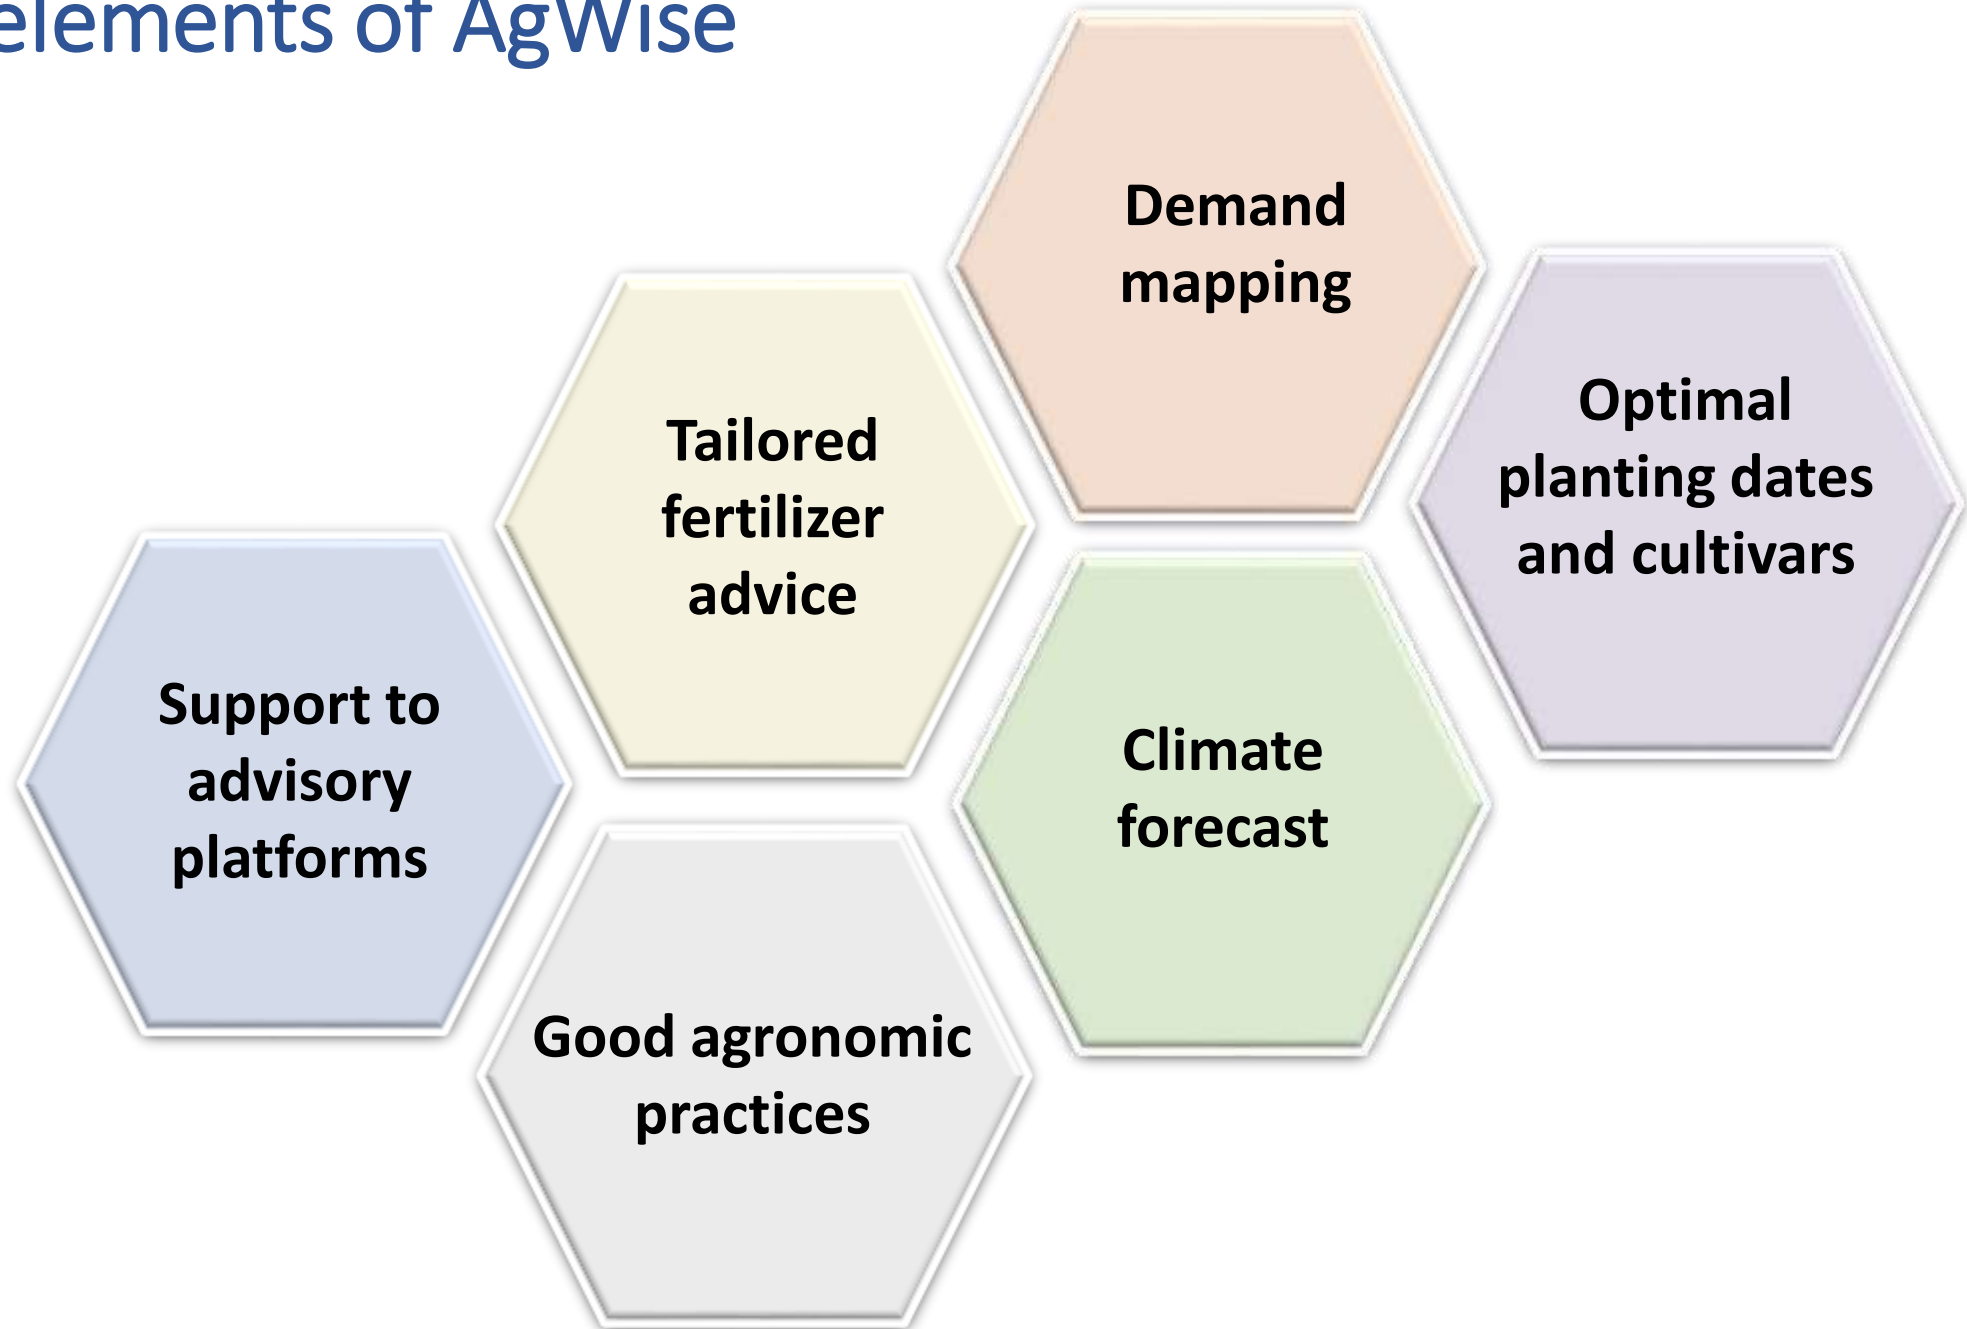 elements of AgWise
Demand
mapping
Optimal
planting dates
and cultivars
Tailored
fertilizer
advice
Support to
advisory
platforms
Climate
forecast
Good agronomic
practices